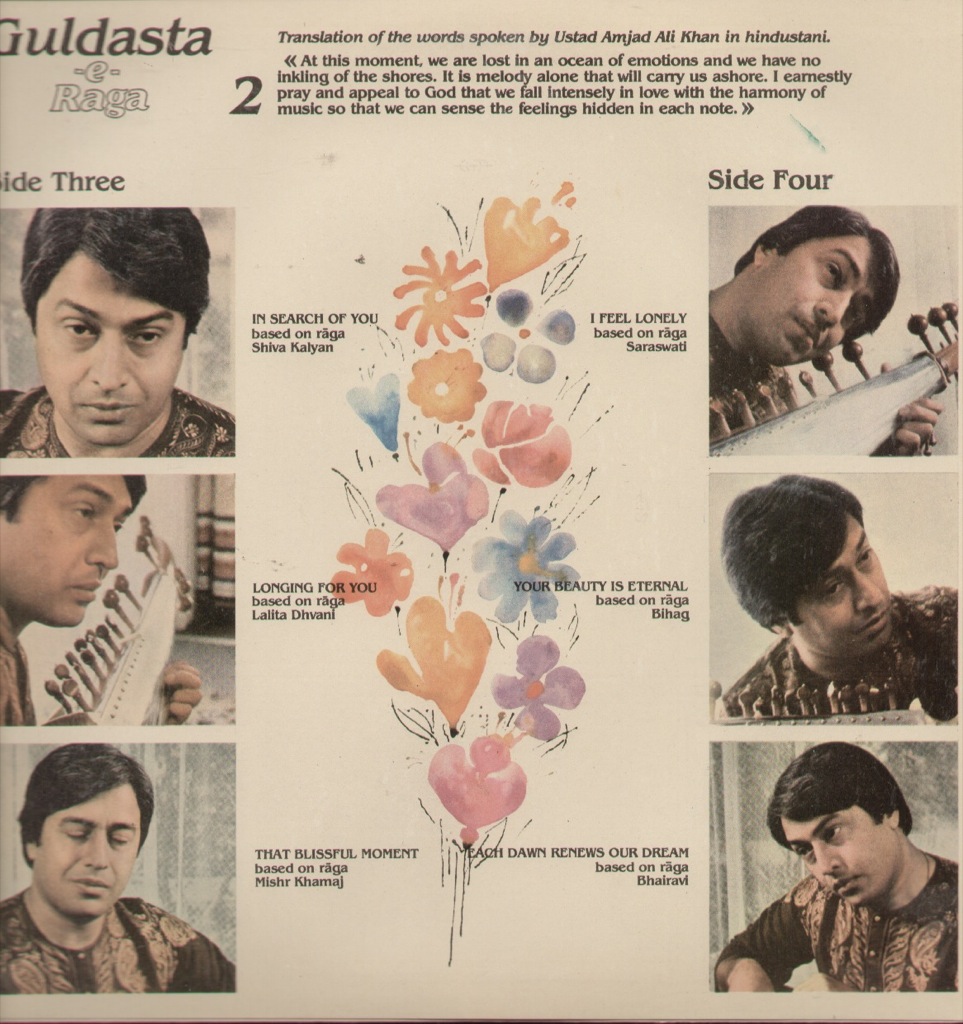 Guldasta
-e-
Raga
2
Translation of the words spoken by Ustad Amjad Ali Khan in hindustani.
« At this moment, we are lost in an ocean of emotions and we have no
inkling of the shores. It is melody alone that will carry us ashore. I earnestly
pray and appeal to God that we fall intensely in love with the harmony of
music so that we can sense the feelings hidden in each note. »
ide Three
IN SEARCH OF YOU
based on rāga
Shiva Kalyan
LONGING FOR YOU
based on rāga
Lalita Dhvani
THAT BLISSFUL MOMENT
based on rāga
Mishr Khamaj
Side Four
I FEEL LONELY
based on rāga
Saraswati
YOUR BEAUTY IS ETERNAL
based on rāga
Bihag
EACH DAWN RENEWS OUR DREAM
based on rāga
Bhairavi